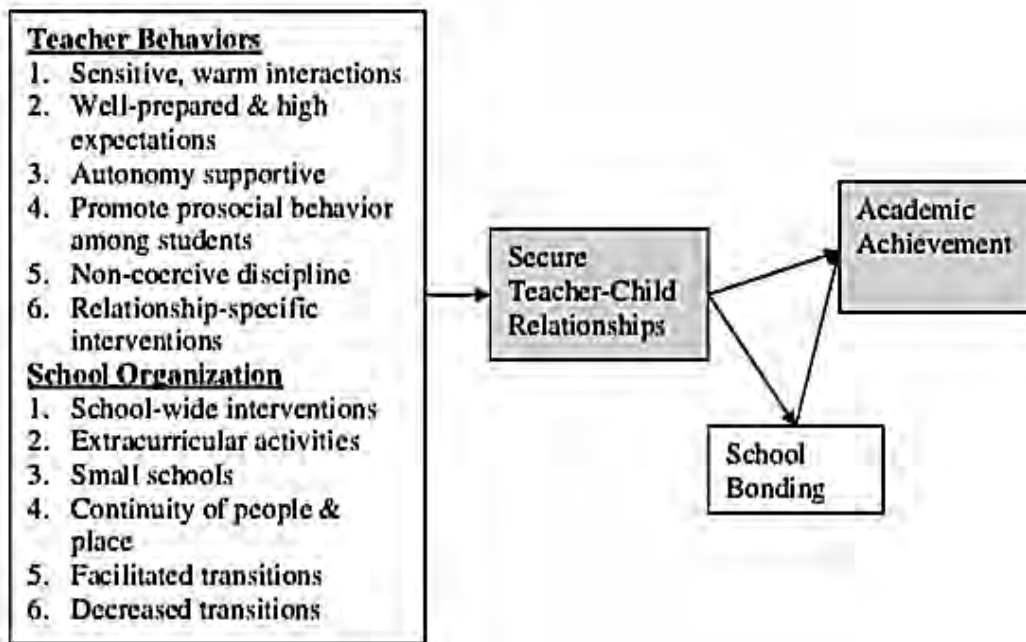 Teacher Behaviors
1. Sensitive, warm interactions
2. Well-prepared & high
expectations
3. Autonomy supportive
4. Promote prosocial behavior
among students
5. Non-coercive discipline
6. Relationship-specific
interventions
School Organization
1. School-wide interventions
2. Extracurricular activities
3. Small schools
4. Continuity of people &
place
5. Facilitated transitions
6. Decreased transitions
Secure
Teacher-Child
Relationships
Academic
Achievement
School
Bonding